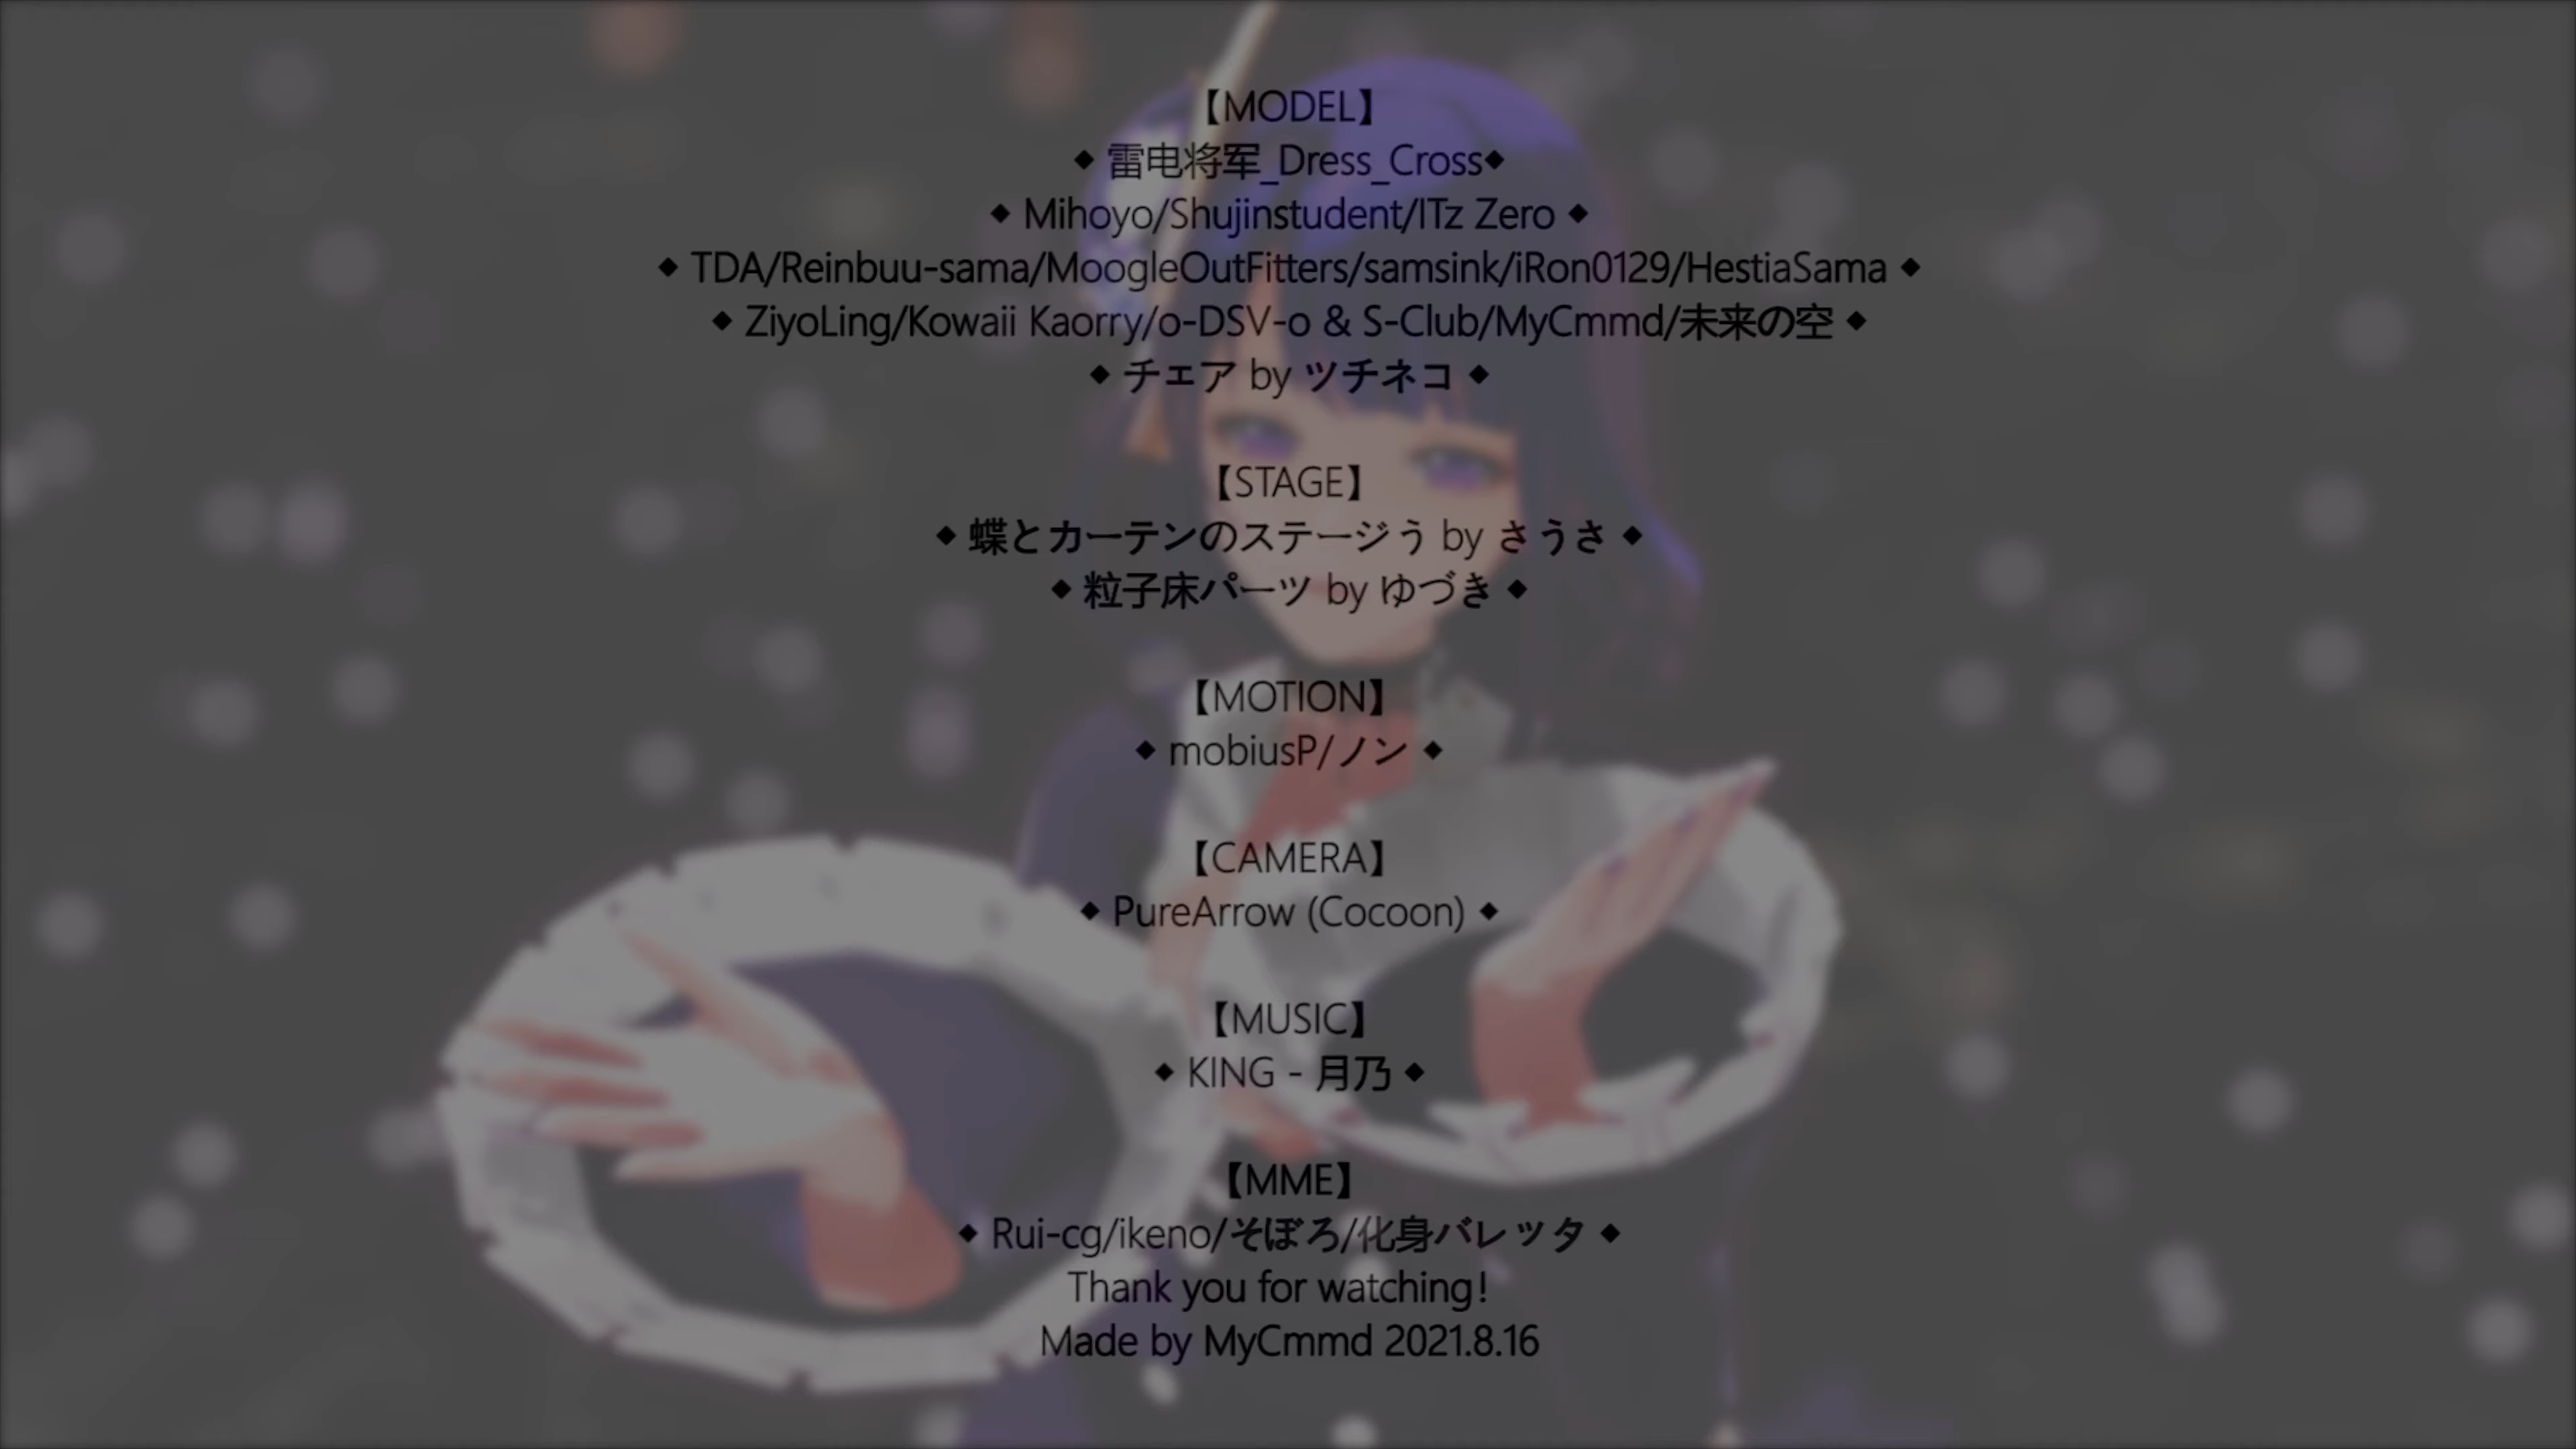 【MODEL】
◆ 雷电将军_Dress_Cross◆
◆ Mihoyo/Shujinstudent/ITz Zero ◆
◆ TDA/Reinbuu-sama/MoogleOutFitters/samsink/iRon0129/HestiaSama ◆
◆ ZiyoLing/Kowaii Kaorry/o-DSV-o & S-Club/MyCmmd/未来の空 ◆
◆ チェア by ツチネコ ◆
【STAGE】
◆ 蝶とカーテンのステージう by さうさ ◆
◆ 粒子床パーツ by ゆづき ◆
【MOTION】
◆ mobiusP/ノン ◆
【CAMERA】
◆ PureArrow (Cocoon) ◆
【MUSIC】
◆ KING - 月乃 ◆
【MME】
◆ Rui-cg/ikeno/そぼろ/化身バレッタ ◆
Thank you for watching!
Made by MyCmmd 2021.8.16